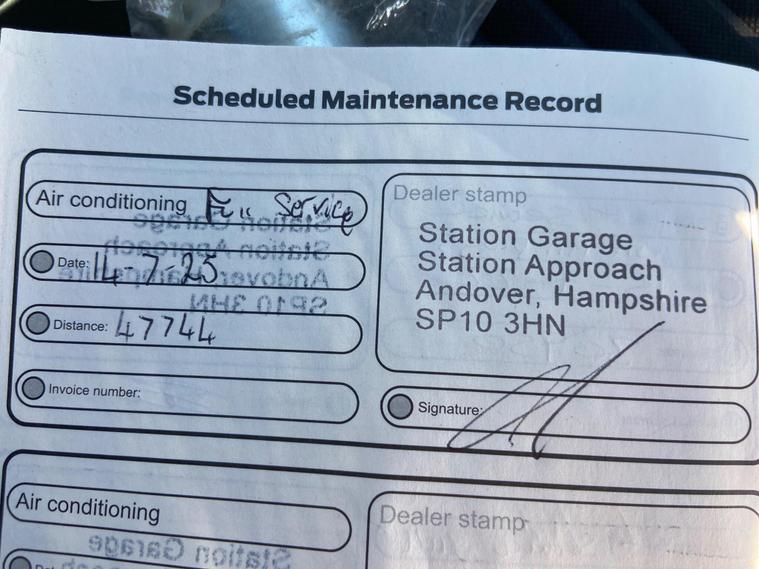 Scheduled Maintenance Record
Air conditioning Full Service
Dealer stamp
Station Garage
Station Approach
Andover, Hampshire
SP10 3HN
Date: 14-7-25
Distance: 47744
Invoice number:
Signature:
Air conditioning
Dealer stamp